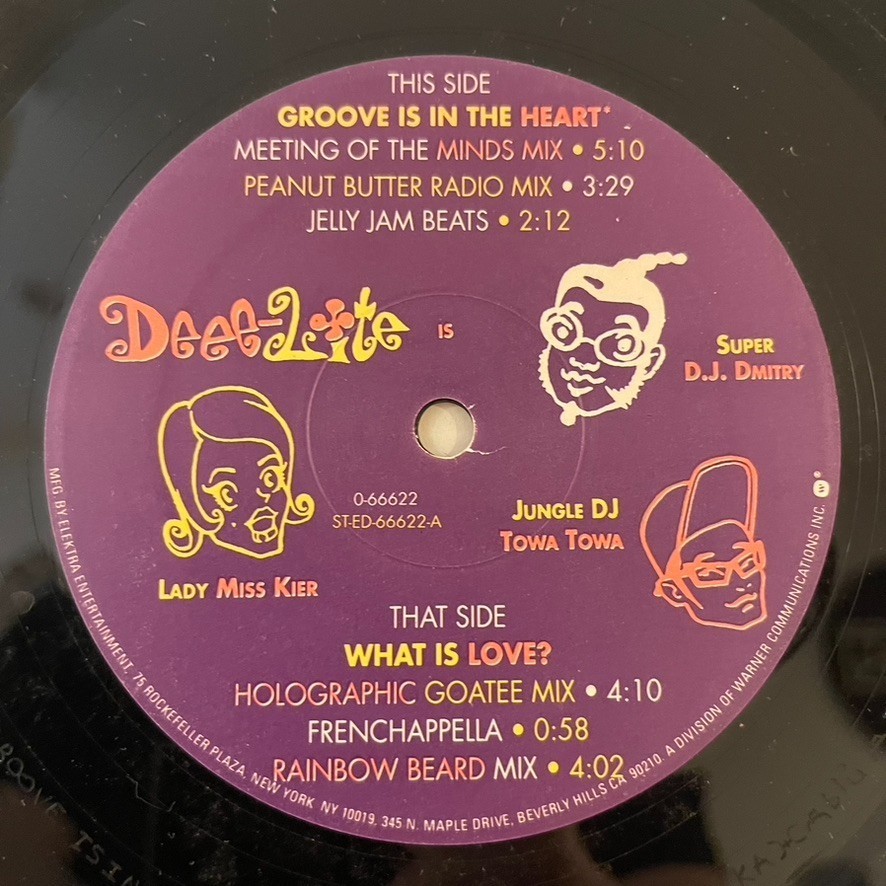 THIS SIDE
GROOVE IS IN THE HEART*
MEETING OF THE MINDS MIX • 5:10
PEANUT BUTTER RADIO MIX • 3:29
JELLY JAM BEATS • 2:12
Deee-Lite IS
SUPER
D.J. DMITRY
LADY MISS KIER
0-66622
ST-ED-66622-A
JUNGLE DJ
TOWA TOWA
THAT SIDE
WHAT IS LOVE?
HOLOGRAPHIC GOATEE MIX • 4:10
FRENCHAPPELLA • 0:58
RAINBOW BEARD MIX • 4:02
MFG. BY ELEKTRA ENTERTAINMENT, 75 ROCKEFELLER PLAZA, NEW YORK NY 10019, 345 N. MAPLE DRIVE, BEVERLY HILLS CA 90210. A DIVISION OF WARNER COMMUNICATIONS INC. W ®
ROOVE IS IN